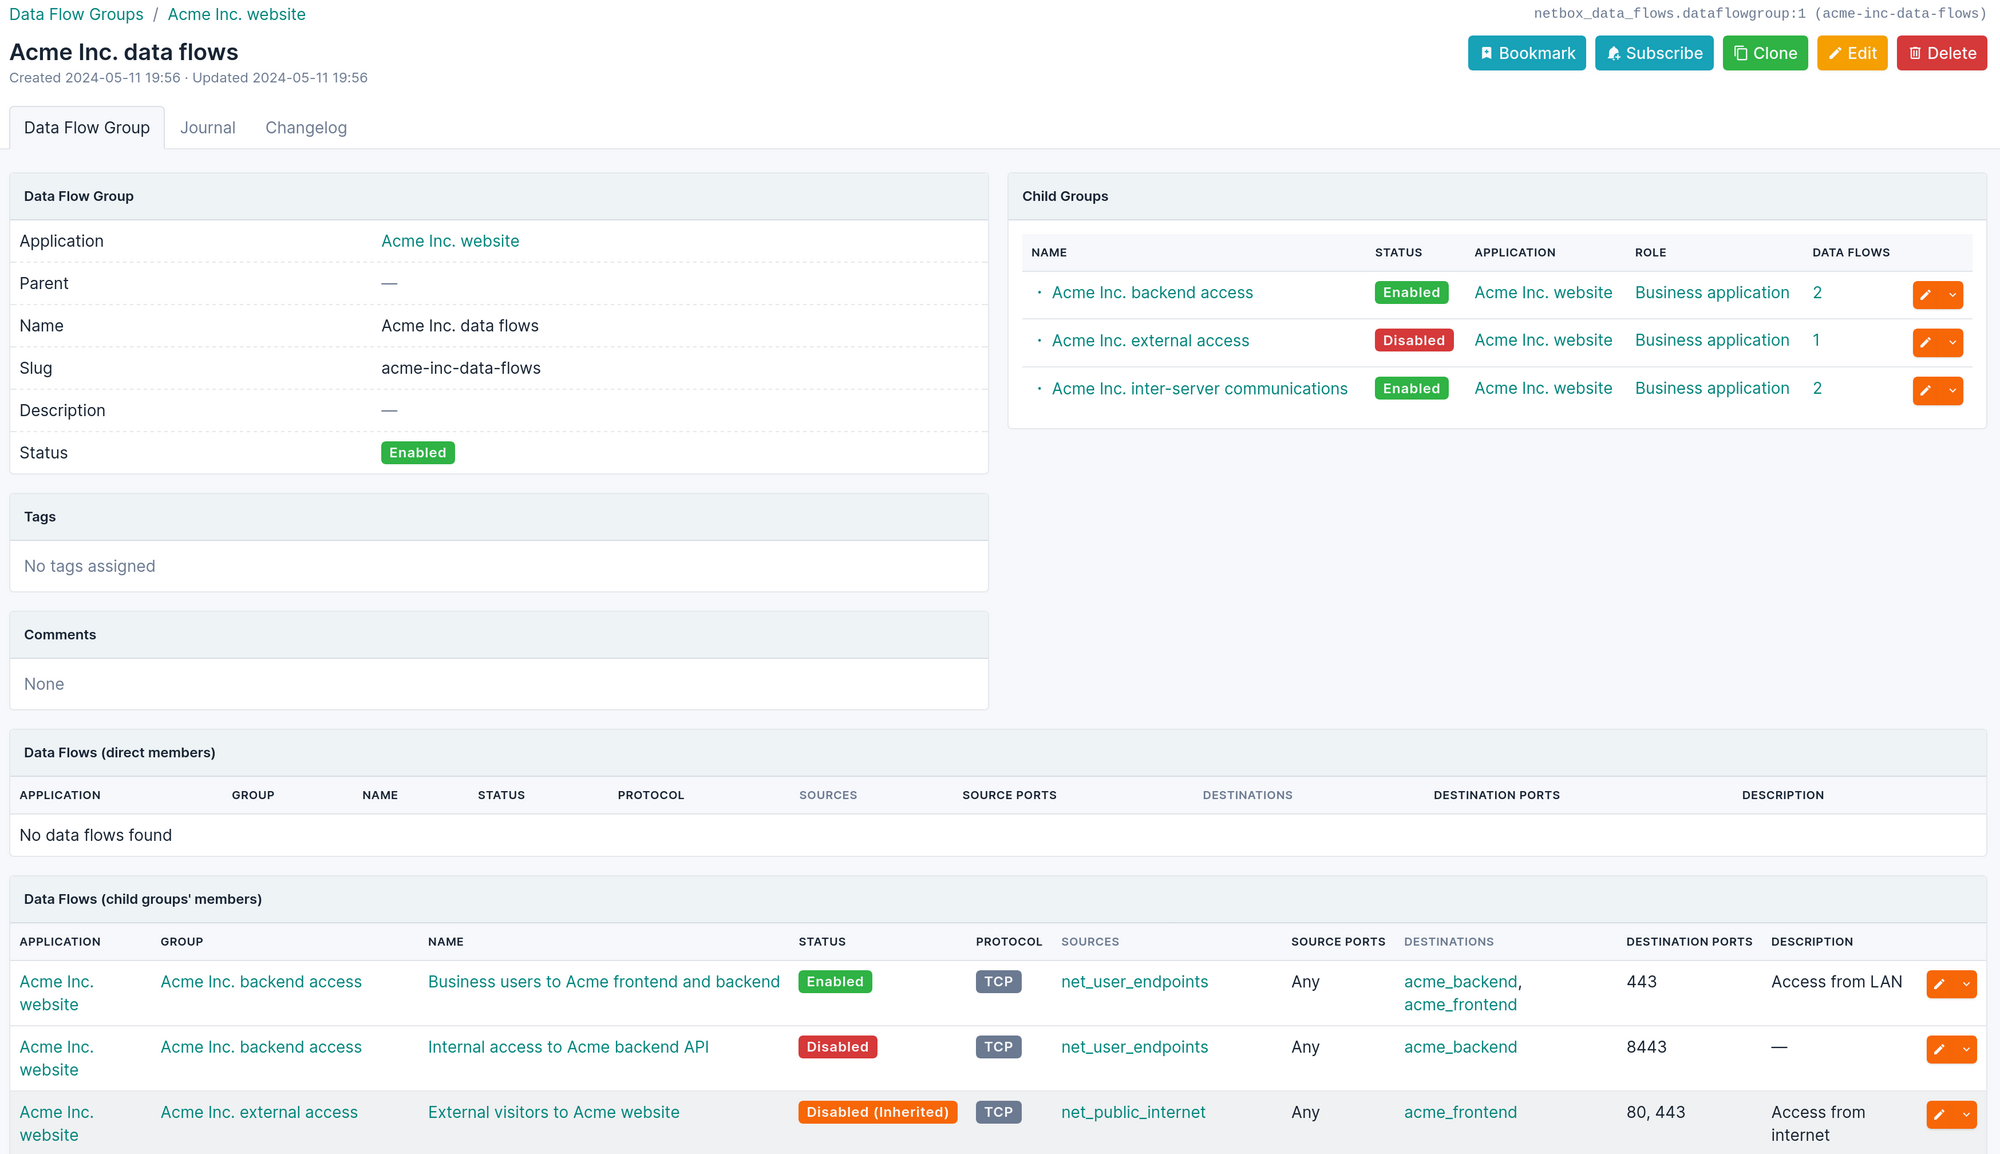 Data Flow Groups / Acme Inc. website
netbox_data_flows.dataflowgroup:1 (acme-inc-data-flows)
Acme Inc. data flows
Created 2024-05-11 19:56 · Updated 2024-05-11 19:56
Bookmark Subscribe Clone Edit Delete
Data Flow Group Journal Changelog
Data Flow Group
Application Acme Inc. website
Parent —
Name Acme Inc. data flows
Slug acme-inc-data-flows
Description —
Status Enabled
Child Groups
NAME STATUS APPLICATION ROLE DATA FLOWS
· Acme Inc. backend access Enabled Acme Inc. website Business application 2
· Acme Inc. external access Disabled Acme Inc. website Business application 1
· Acme Inc. inter-server communications Enabled Acme Inc. website Business application 2
Tags
No tags assigned
Comments
None
Data Flows (direct members)
APPLICATION GROUP NAME STATUS PROTOCOL SOURCES SOURCE PORTS DESTINATIONS DESTINATION PORTS DESCRIPTION
No data flows found
Data Flows (child groups' members)
APPLICATION GROUP NAME STATUS PROTOCOL SOURCES SOURCE PORTS DESTINATIONS DESTINATION PORTS DESCRIPTION
Acme Inc. Acme Inc. backend access Business users to Acme frontend and backend Enabled TCP net_user_endpoints Any acme_backend, 443 Access from LAN
website acme_frontend
Acme Inc. Acme Inc. backend access Internal access to Acme backend API Disabled TCP net_user_endpoints Any acme_backend 8443 —
website
Acme Inc. Acme Inc. external access External visitors to Acme website Disabled (Inherited) TCP net_public_internet Any acme_frontend 80, 443 Access from
website internet